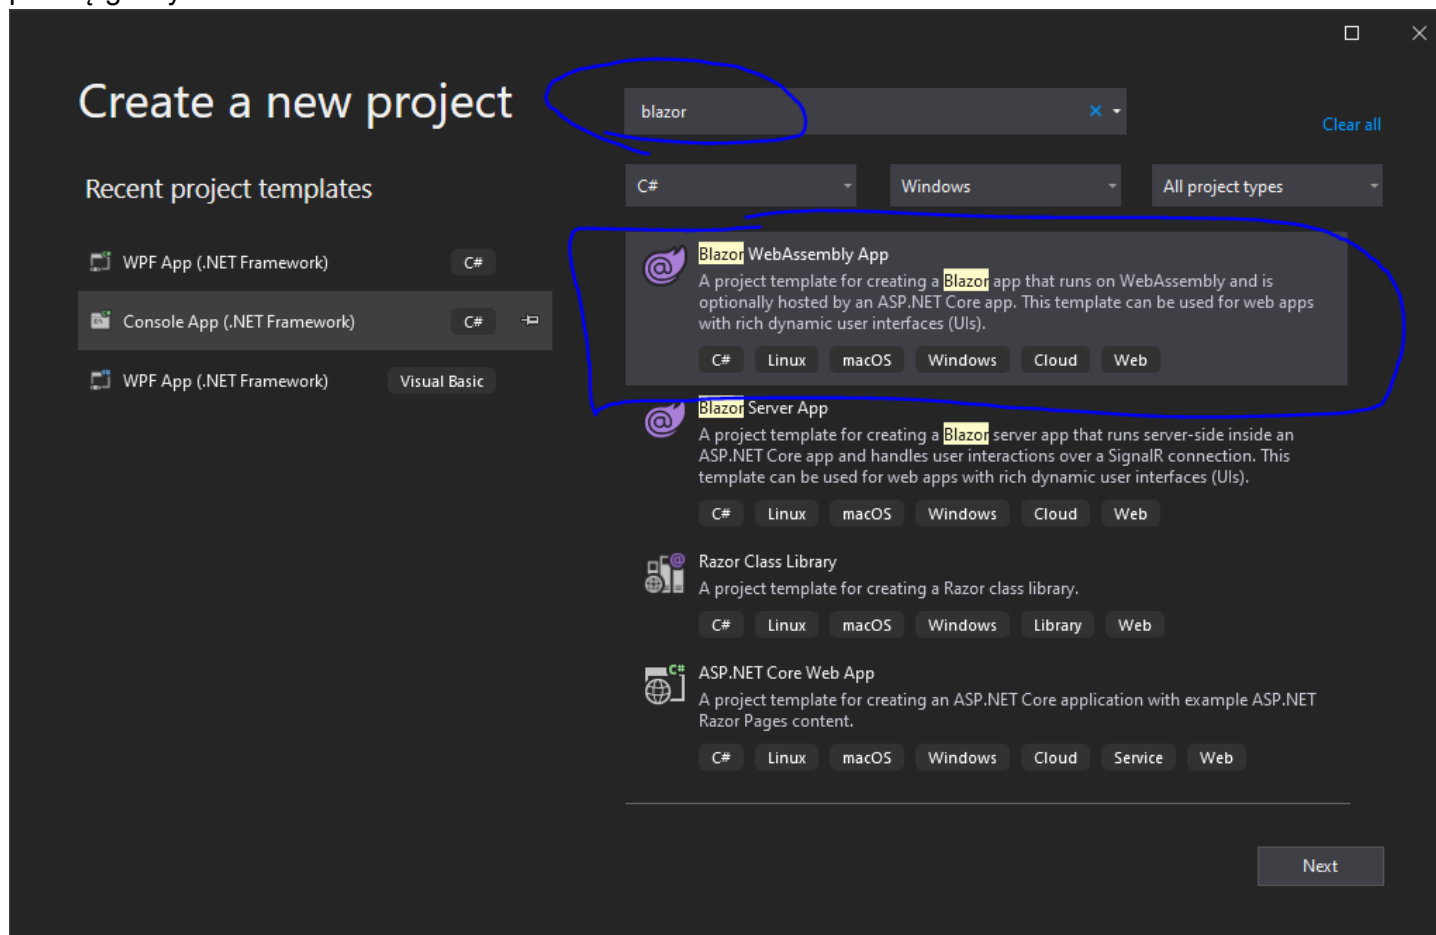 Create a new project
blazor
Clear all
Recent project templates
C#
Windows
All project types
WPF App (.NET Framework)
C#
Console App (.NET Framework)
C#
WPF App (.NET Framework)
Visual Basic
Blazor WebAssembly App
A project template for creating a Blazor app that runs on WebAssembly and is
optionally hosted by an ASP.NET Core app. This template can be used for web apps
with rich dynamic user interfaces (UIs).
C# Linux macOS Windows Cloud Web
Blazor Server App
A project template for creating a Blazor server app that runs server-side inside an
ASP.NET Core app and handles user interactions over a SignalR connection. This
template can be used for web apps with rich dynamic user interfaces (UIs).
C# Linux macOS Windows Cloud Web
Razor Class Library
A project template for creating a Razor class library.
C# Linux macOS Windows Library Web
ASP.NET Core Web App
A project template for creating an ASP.NET Core application with example ASP.NET
Razor Pages content.
C# Linux macOS Windows Cloud Service Web
Next